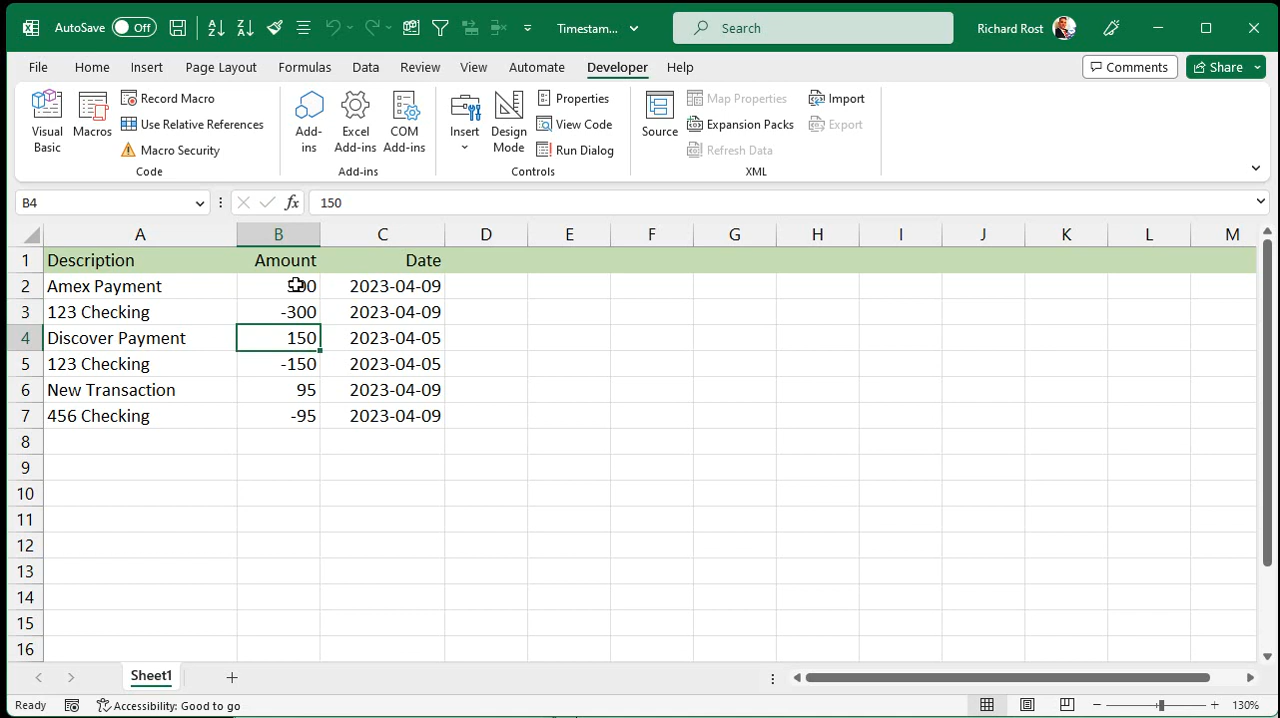 AutoSave Off Timestam... Search Richard Rost
File Home Insert Page Layout Formulas Data Review View Automate Developer Help Comments Share
Visual Basic
Macros
Record Macro
Use Relative References
Macro Security
Code
Add-ins
Excel Add-ins
COM Add-ins
Add-ins
Insert
Design Mode
Properties
View Code
Run Dialog
Controls
Source
Map Properties
Expansion Packs
Refresh Data
Import
Export
XML
B4 fx 150
A B C D E F G H I J K L M
1 Description Amount Date
2 Amex Payment 2023-04-09
3 123 Checking -300 2023-04-09
4 Discover Payment 150 2023-04-05
5 123 Checking -150 2023-04-05
6 New Transaction 95 2023-04-09
7 456 Checking -95 2023-04-09
8
9
10
11
12
13
14
15
16
Sheet1
Ready Accessibility: Good to go 130%